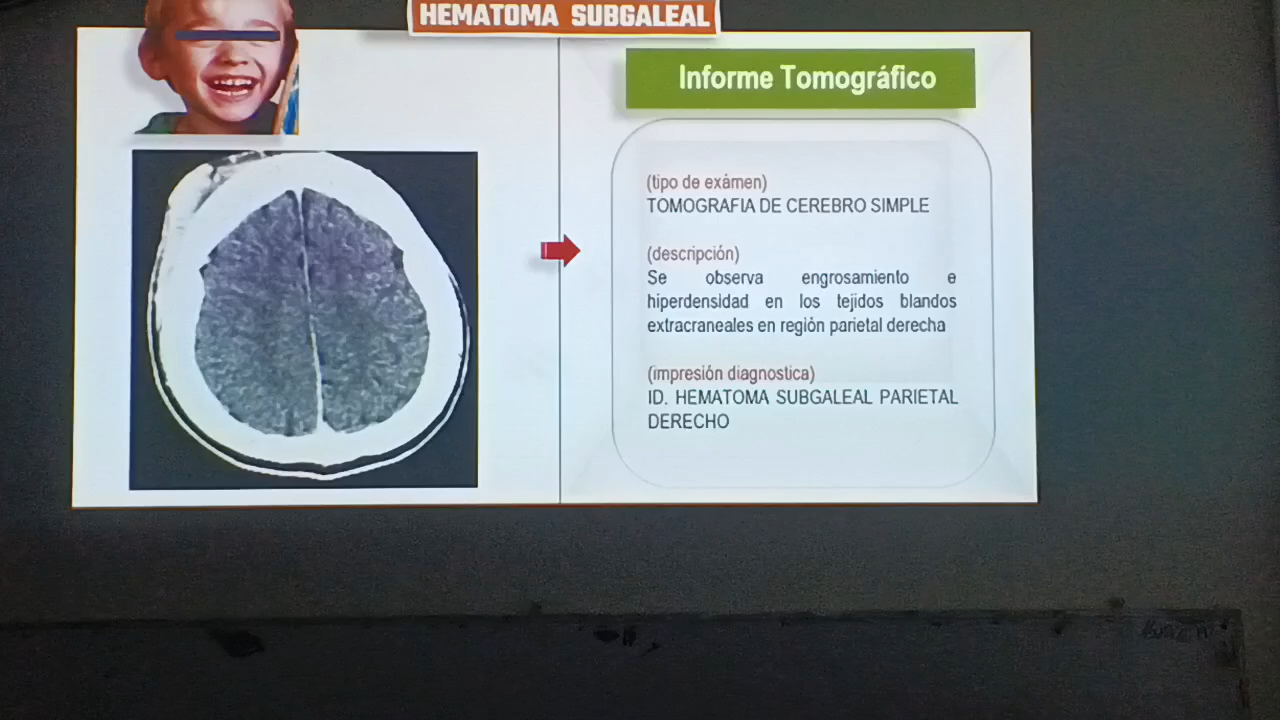 HEMATOMA SUBGALEAL
Informe Tomográfico
(tipo de exámen)
TOMOGRAFIA DE CEREBRO SIMPLE
(descripción)
Se observa engrosamiento e
hiperdensidad en los tejidos blandos
extracraneales en región parietal derecha
(impresión diagnostica)
ID. HEMATOMA SUBGALEAL PARIETAL
DERECHO